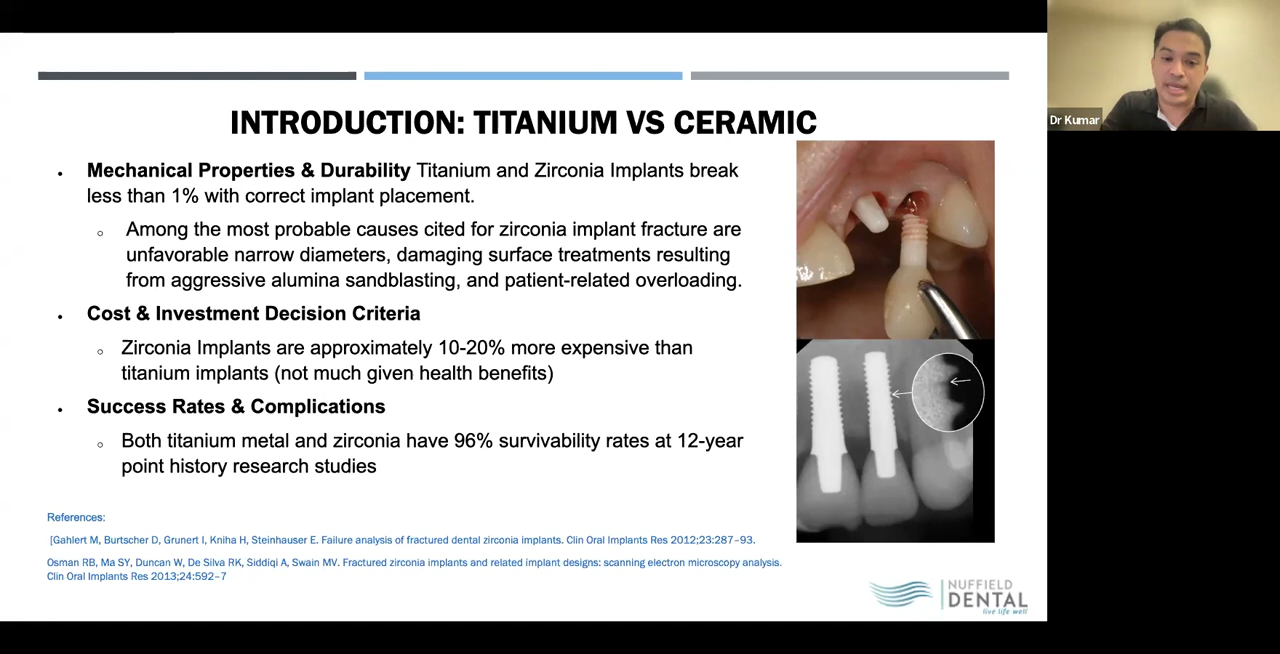 INTRODUCTION: TITANIUM VS CERAMIC
• Mechanical Properties & Durability Titanium and Zirconia Implants break
less than 1% with correct implant placement.
○ Among the most probable causes cited for zirconia implant fracture are
unfavorable narrow diameters, damaging surface treatments resulting
from aggressive alumina sandblasting, and patient-related overloading.
• Cost & Investment Decision Criteria
○ Zirconia Implants are approximately 10-20% more expensive than
titanium implants (not much given health benefits)
• Success Rates & Complications
○ Both titanium metal and zirconia have 96% survivability rates at 12-year
point history research studies
References:
[Gahlert M, Burtscher D, Grunert I, Kniha H, Steinhauser E. Failure analysis of fractured dental zirconia implants. Clin Oral Implants Res 2012;23:287–93.
Osman RB, Ma SY, Duncan W, De Silva RK, Siddiqi A, Swain MV. Fractured zirconia implants and related implant designs: scanning electron microscopy analysis.
Clin Oral Implants Res 2013;24:592–7
NUFFIELD
DENTAL
live life well
Dr Kumar